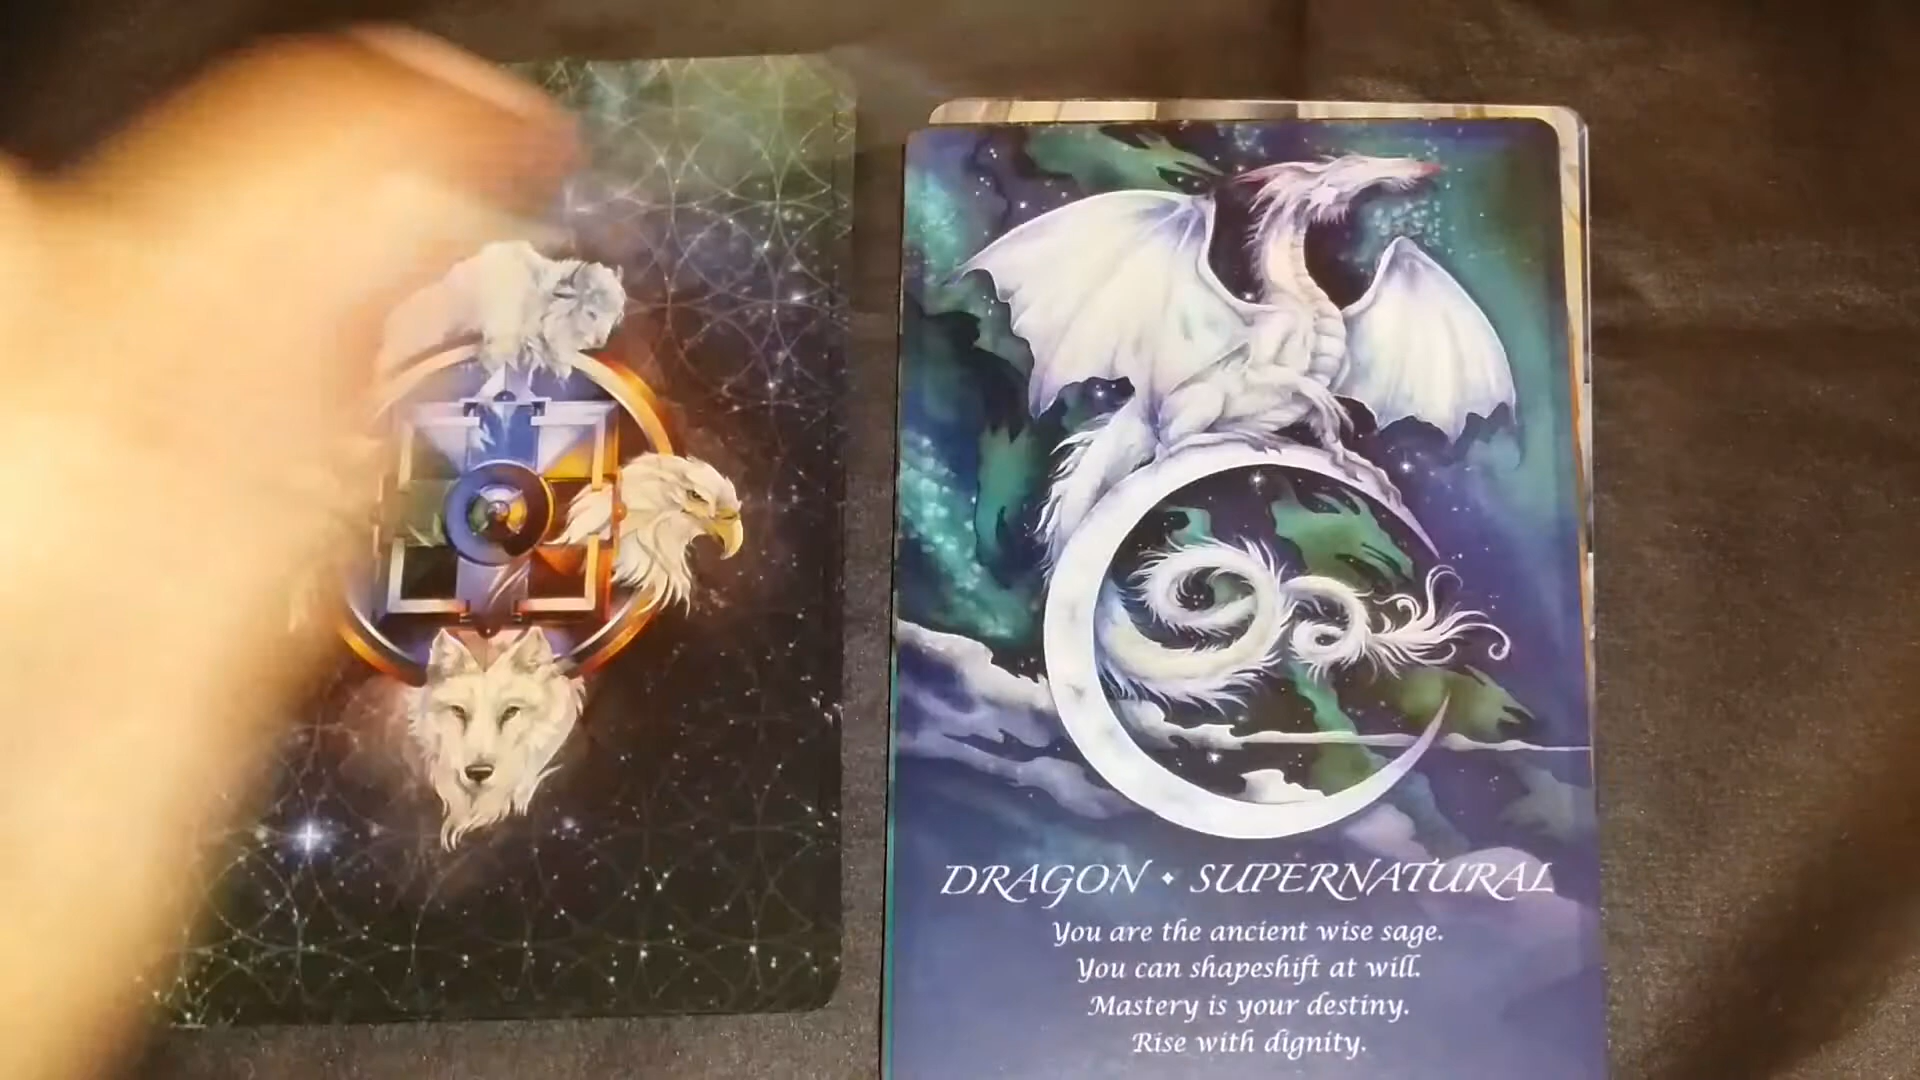 DRAGON • SUPERNATURAL
You are the ancient wise sage.
You can shapeshift at will.
Mastery is your destiny.
Rise with dignity.